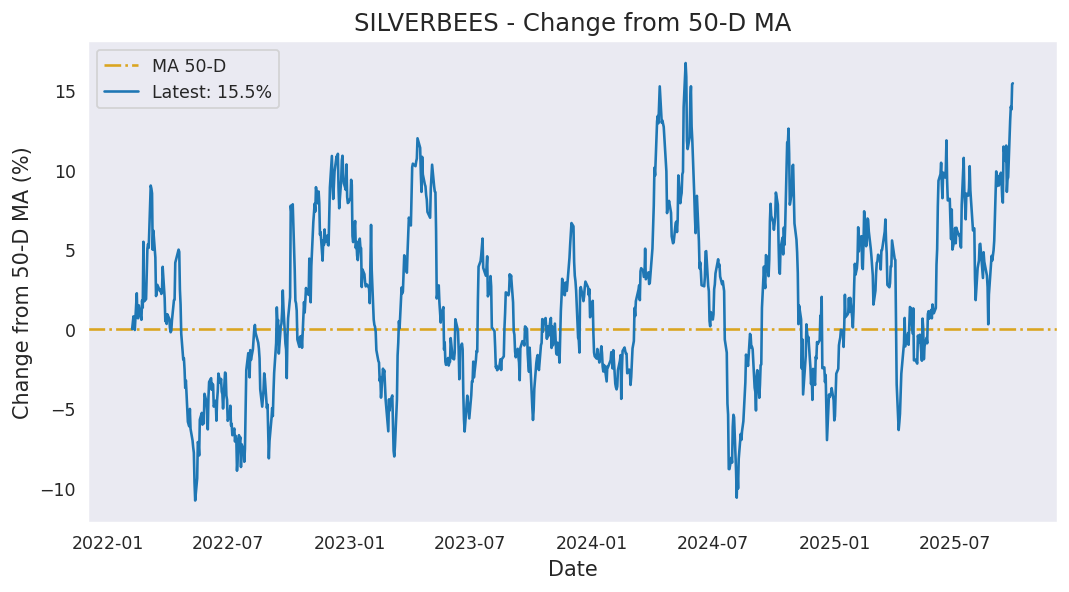 SILVERBEES - Change from 50-D MA
MA 50-D
Latest: 15.5%
Change from 50-D MA (%)
15
10
5
0
−5
−10
2022-01 2022-07 2023-01 2023-07 2024-01 2024-07 2025-01 2025-07
Date